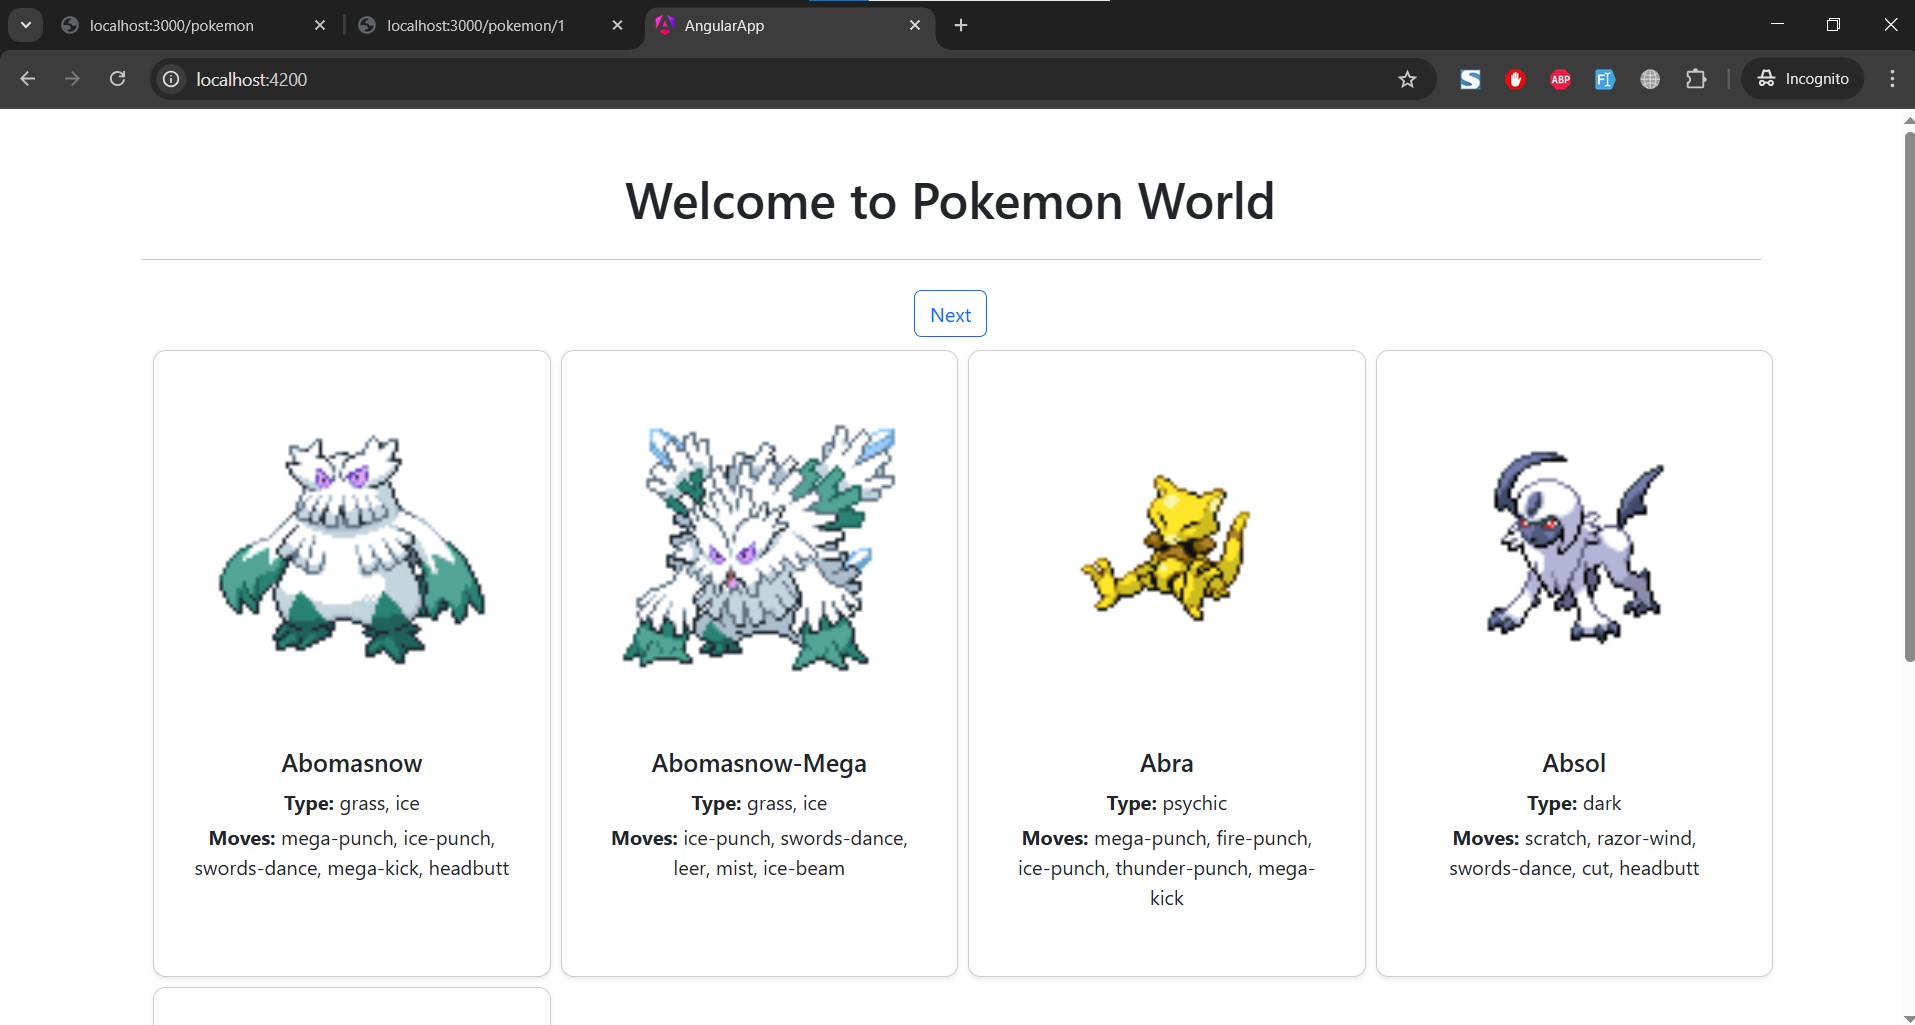 localhost:3000/pokemon
localhost:3000/pokemon/1
AngularApp
localhost:4200
S
ABP
FI
Incognito
Welcome to Pokemon World
Next
Abomasnow
Type: grass, ice
Moves: mega-punch, ice-punch,
swords-dance, mega-kick, headbutt
Abomasnow-Mega
Type: grass, ice
Moves: ice-punch, swords-dance,
leer, mist, ice-beam
Abra
Type: psychic
Moves: mega-punch, fire-punch,
ice-punch, thunder-punch, mega-
kick
Absol
Type: dark
Moves: scratch, razor-wind,
swords-dance, cut, headbutt